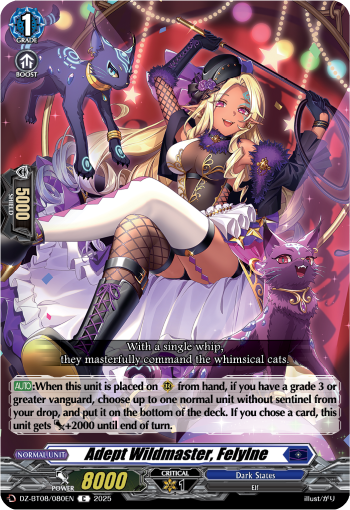 1
GRADE
BOOST
5000
SHIELD
With a single whip,
they masterfully command the whimsical cats.
AUTO:When this unit is placed on RC from hand, if you have a grade 3 or
greater vanguard, choose up to one normal unit without sentinel from
your drop, and put it on the bottom of the deck. If you chose a card, this
unit gets +2000 until end of turn.
NORMAL UNIT
Adept Wildmaster, Felylne
POWER
8000
CRITICAL
1
Dark States
Elf
D-BT08/080EN C 2025
illust/がり